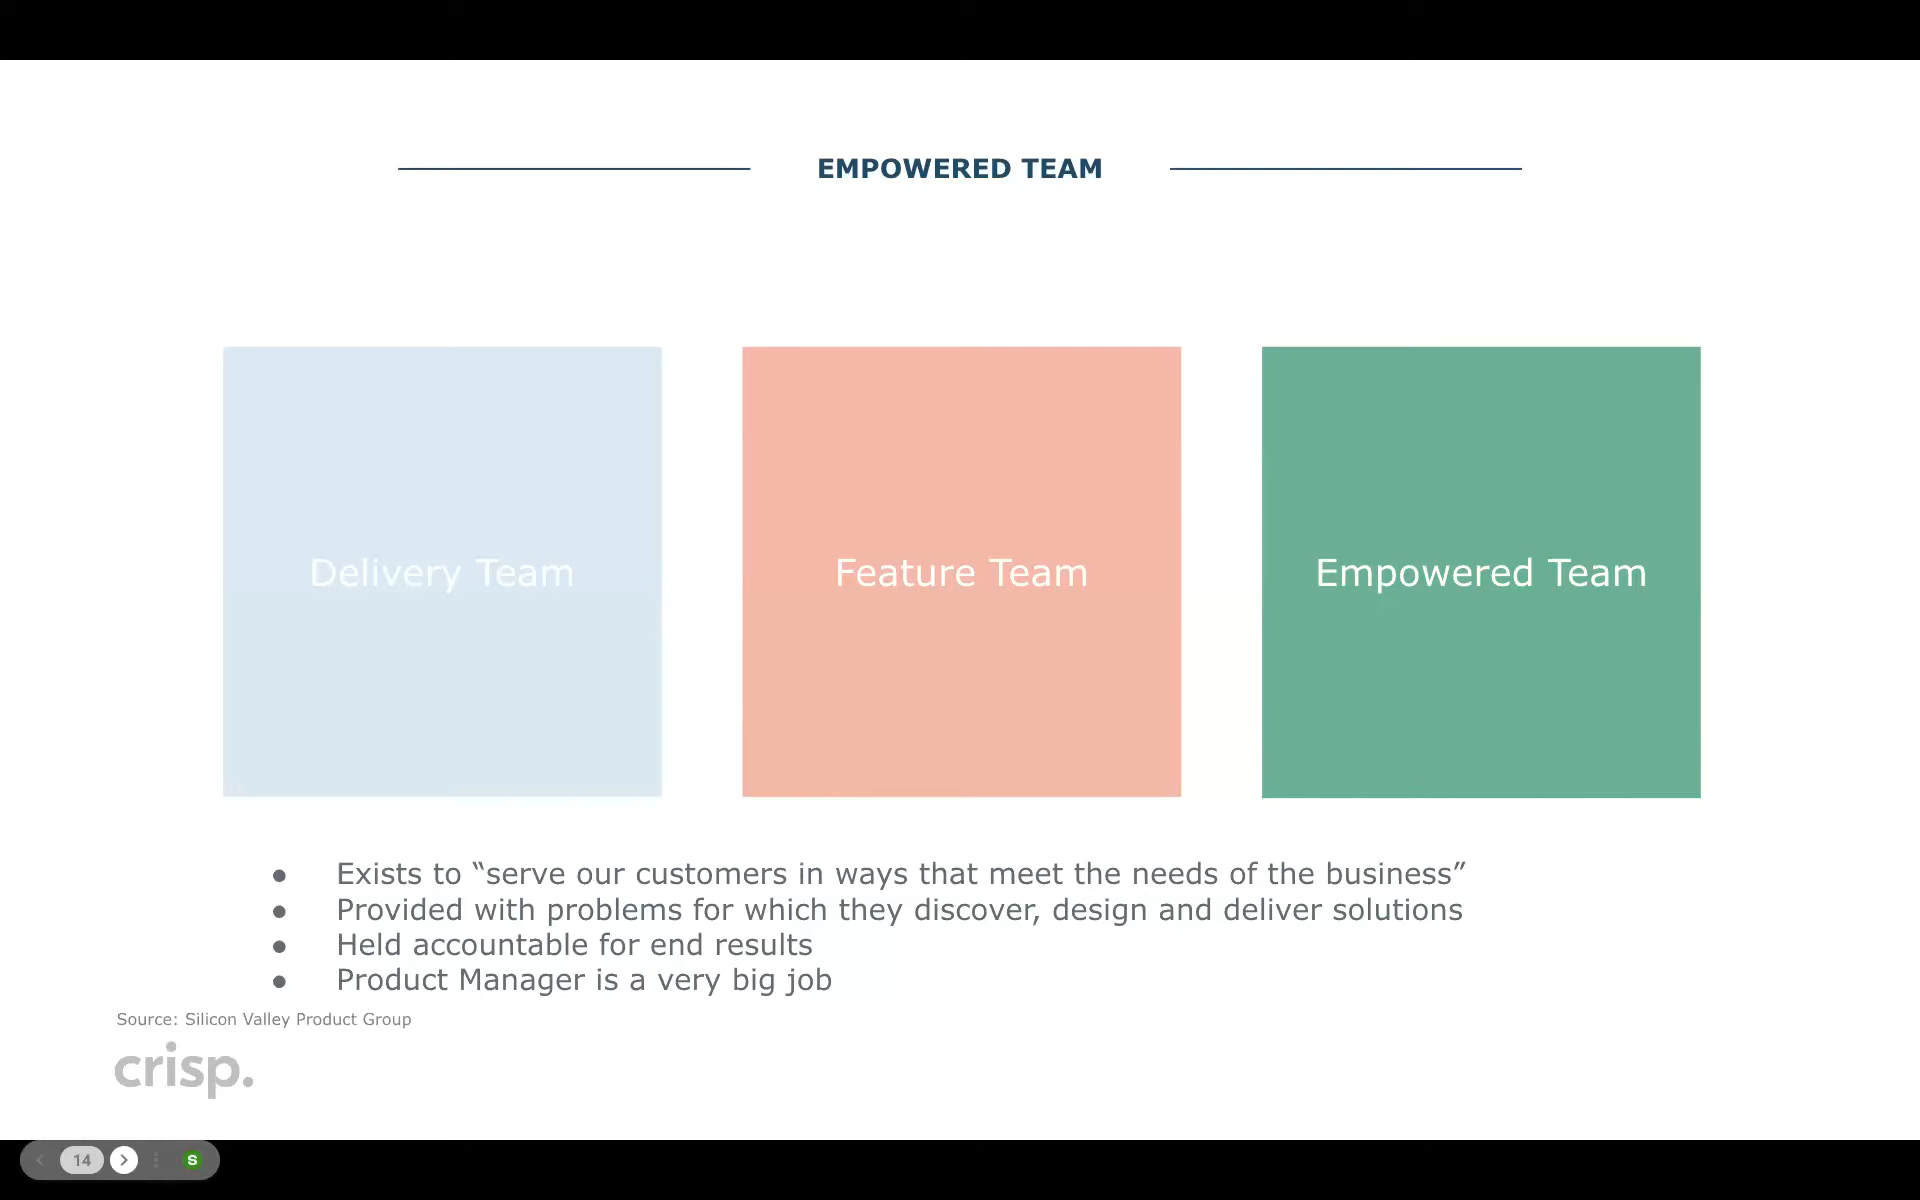 EMPOWERED TEAM
Delivery Team
Feature Team
Empowered Team
● Exists to “serve our customers in ways that meet the needs of the business”
● Provided with problems for which they discover, design and deliver solutions
● Held accountable for end results
● Product Manager is a very big job
Source: Silicon Valley Product Group
crisp.
14
S